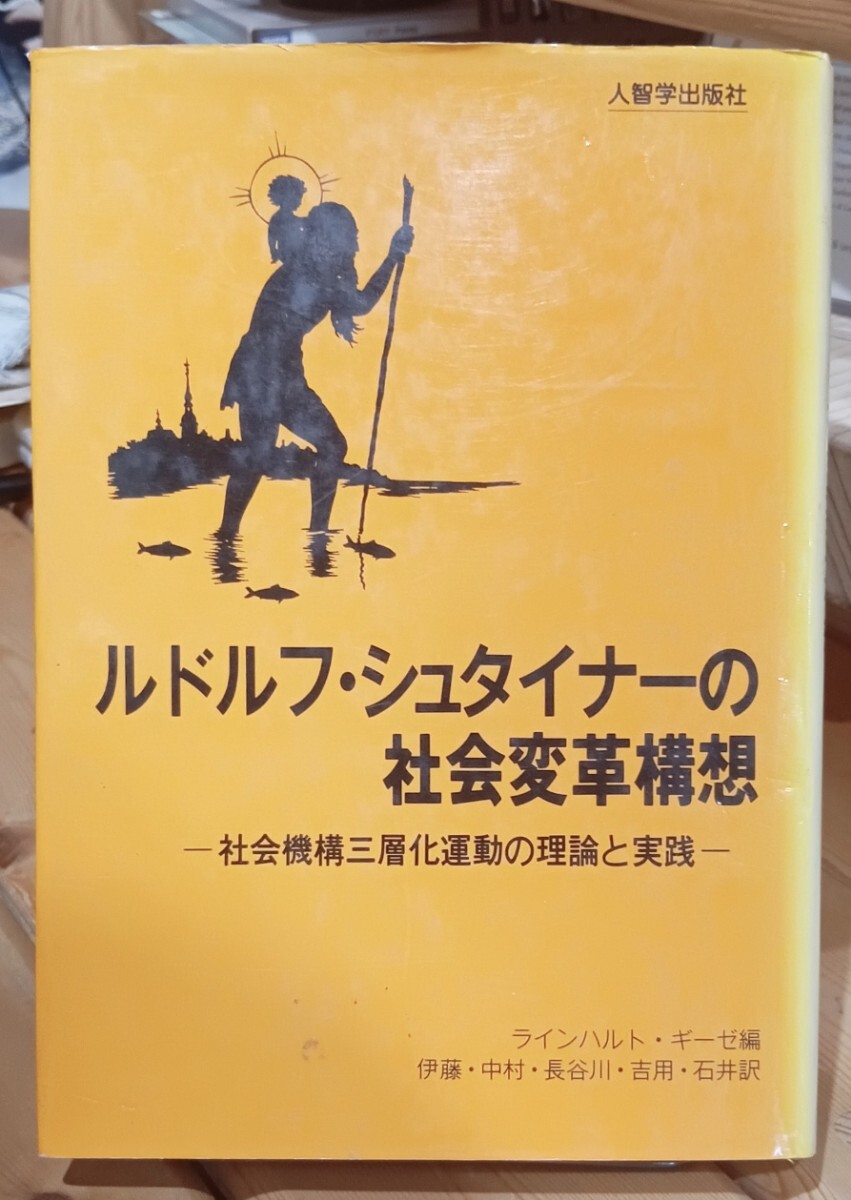 人智学出版社
ルドルフ・シュタイナーの
社会変革構想
―社会機構三層化運動の理論と実践―
ラインハルト・ギーゼ編
伊藤・中村・長谷川・吉用・石井訳